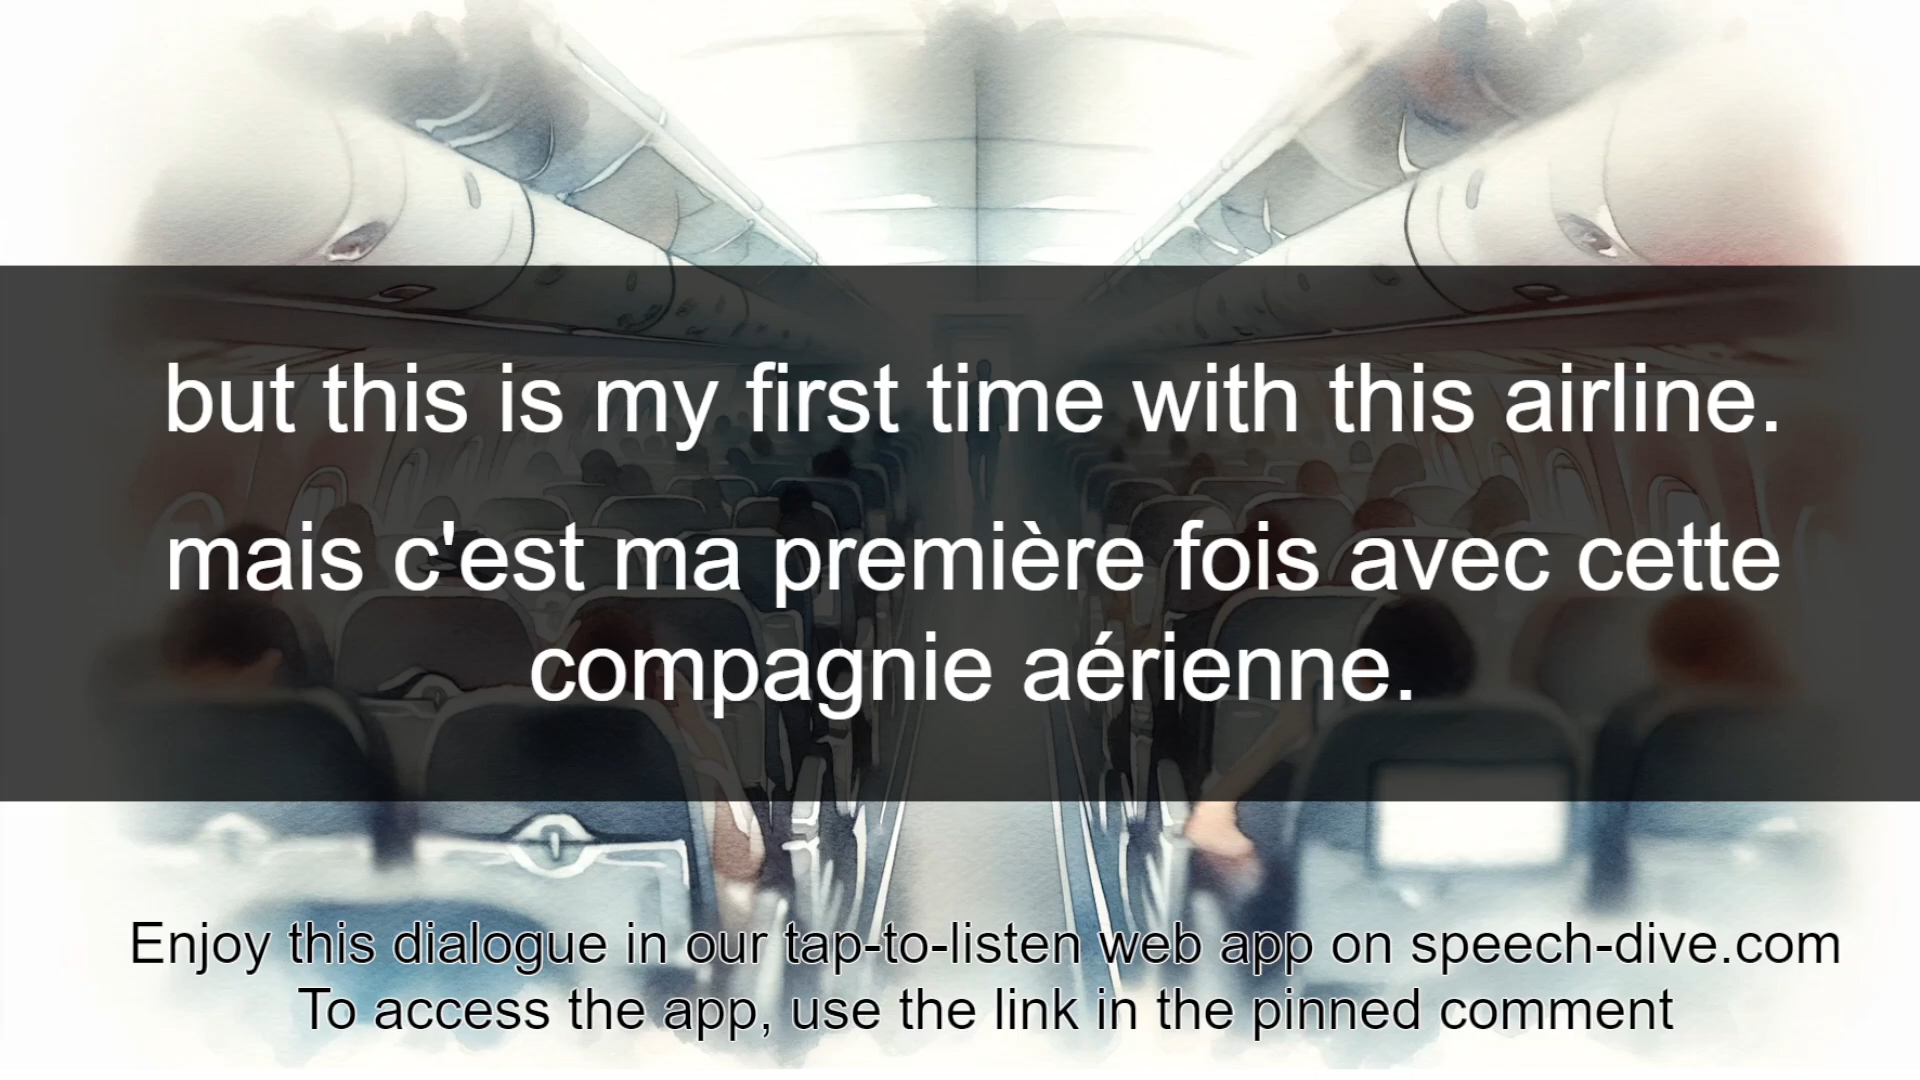 but this is my first time with this airline.
mais c'est ma première fois avec cette
compagnie aérienne.
Enjoy this dialogue in our tap-to-listen web app on speech-dive.com
To access the app, use the link in the pinned comment